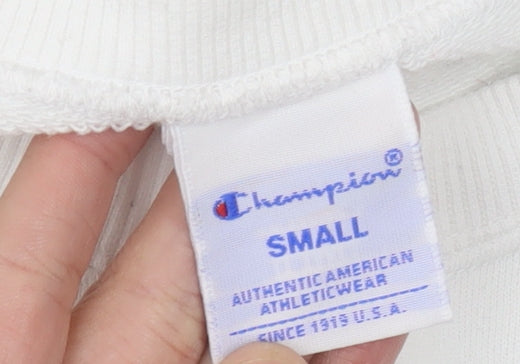 Champion®
SMALL
AUTHENTIC AMERICAN
ATHLETICWEAR
SINCE 1919 U.S.A.